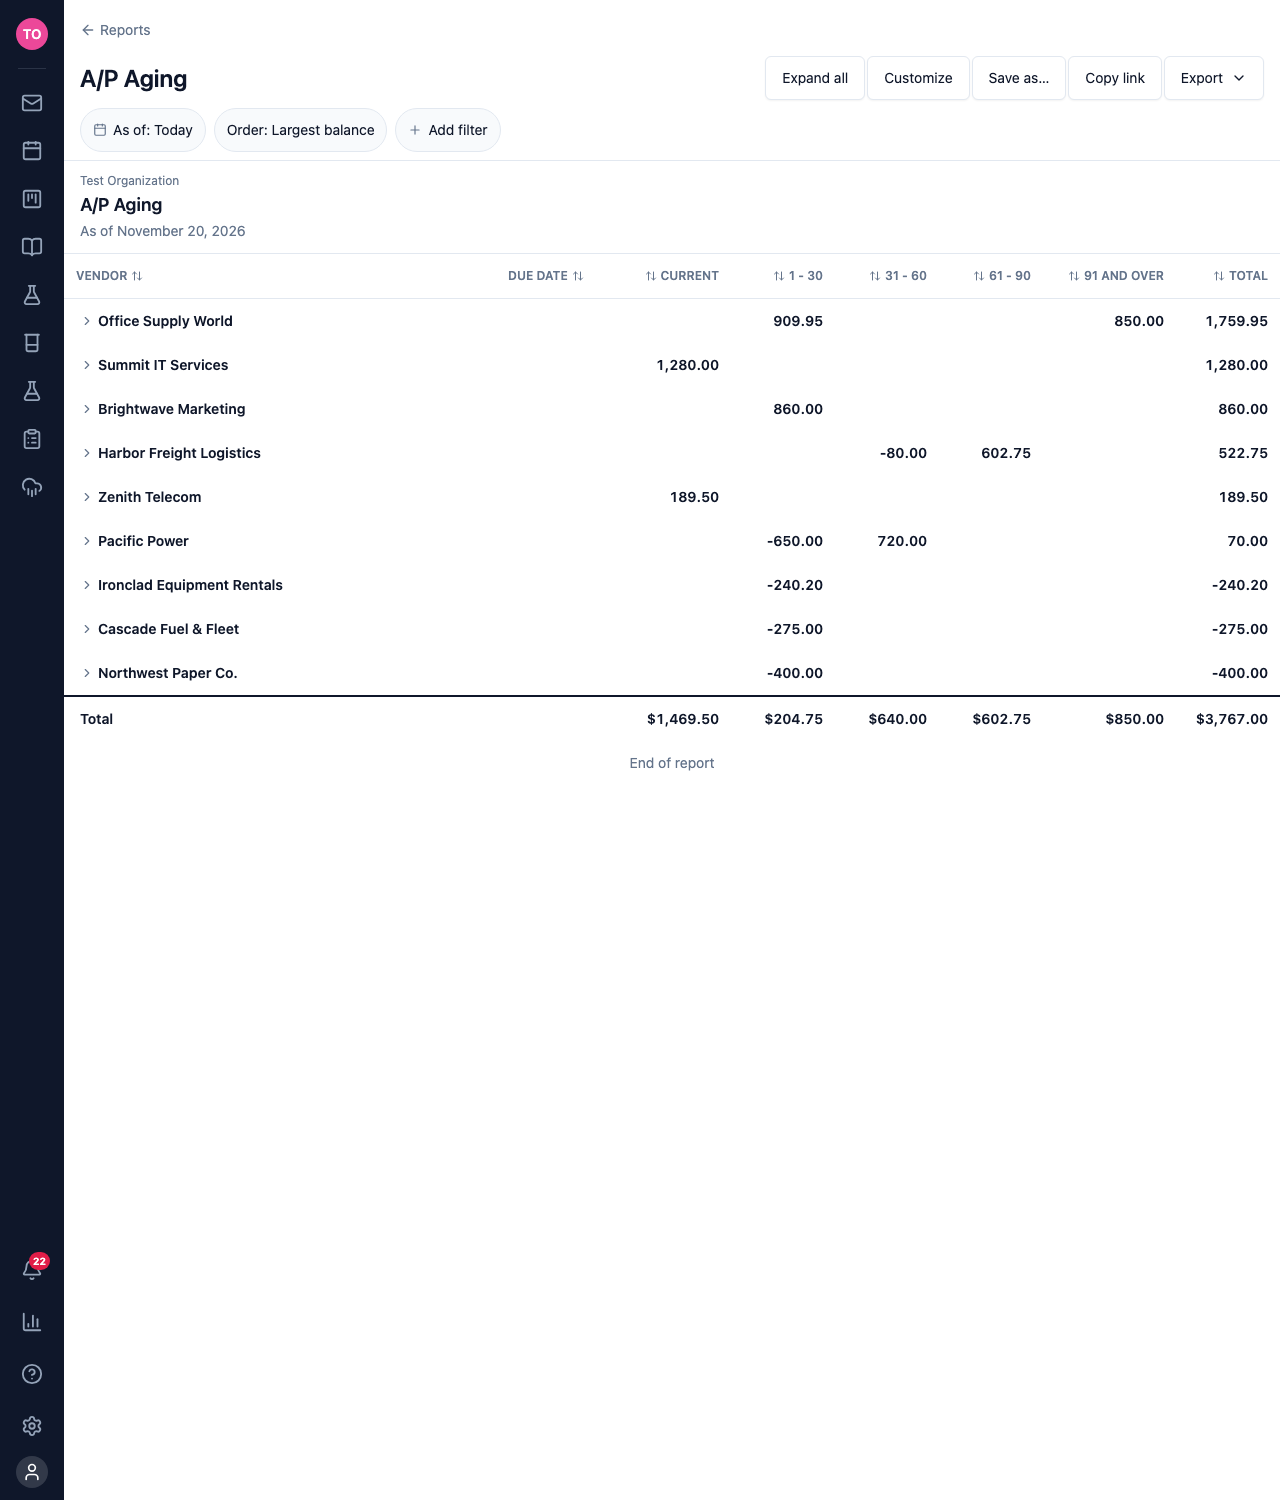 TO
Reports
A/P Aging
Expand all
Customize
Save as...
Copy link
Export
As of: Today
Order: Largest balance
Add filter
Test Organization
A/P Aging
As of November 20, 2026
VENDOR DUE DATE CURRENT 1 - 30 31 - 60 61 - 90 91 AND OVER TOTAL
Office Supply World 909.95 850.00 1,759.95
Summit IT Services 1,280.00 1,280.00
Brightwave Marketing 860.00 860.00
Harbor Freight Logistics -80.00 602.75 522.75
Zenith Telecom 189.50 189.50
Pacific Power -650.00 720.00 70.00
Ironclad Equipment Rentals -240.20 -240.20
Cascade Fuel & Fleet -275.00 -275.00
Northwest Paper Co. -400.00 -400.00
Total $1,469.50 $204.75 $640.00 $602.75 $850.00 $3,767.00
End of report
22